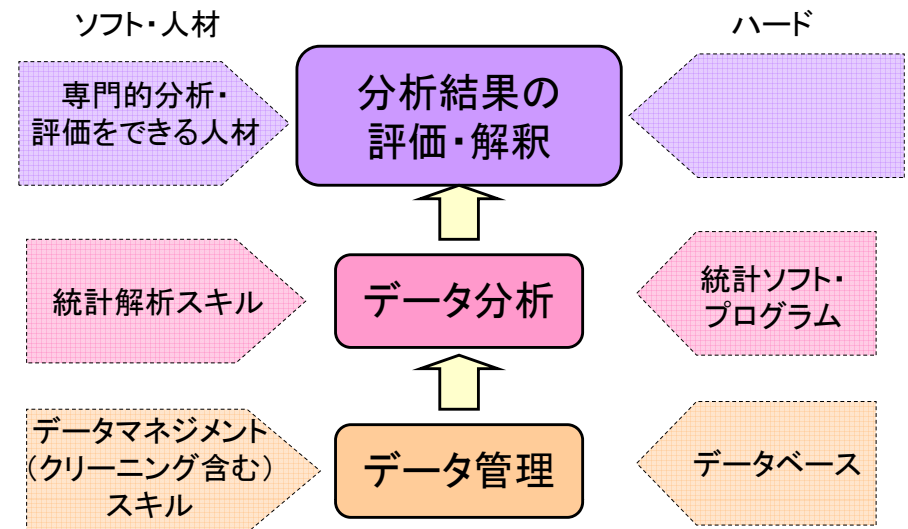 ソフト・人材
ハード
専門的分析・
評価をできる人材
分析結果の
評価・解釈
統計解析スキル
データ分析
統計ソフト・
プログラム
データマネジメント
(クリーニング含む)
スキル
データ管理
データベース